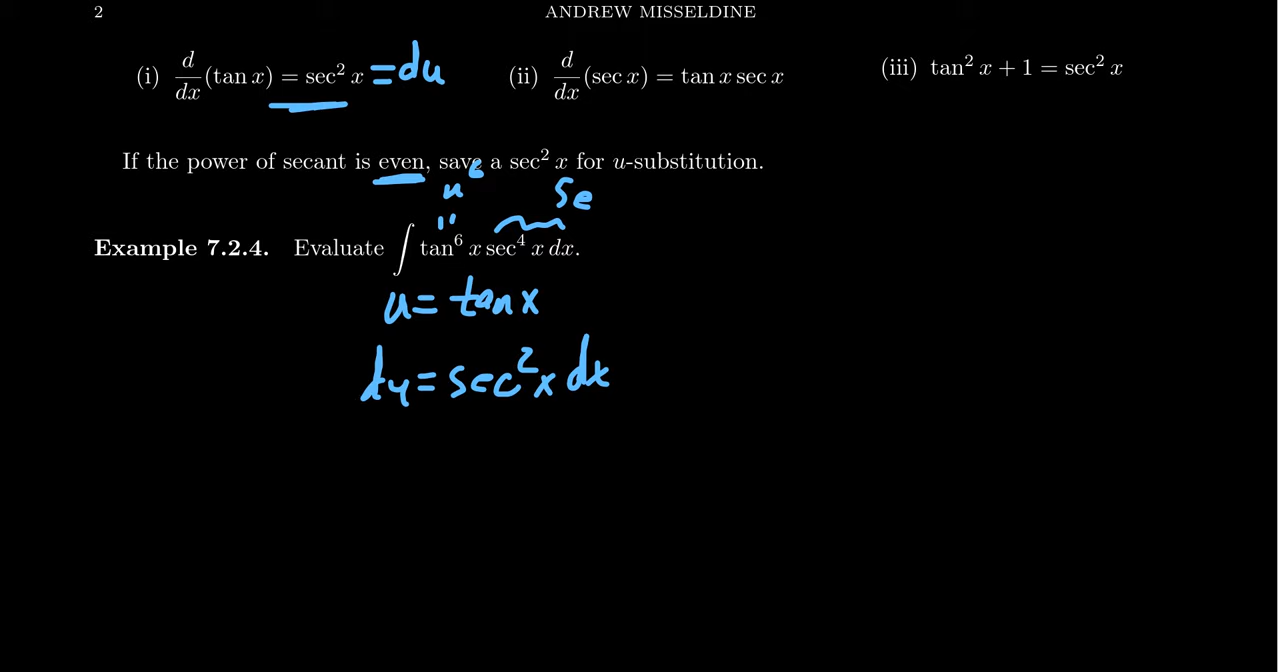 2 ANDREW MISSELDINE
(i) d/dx (tan x) = sec² x = du (ii) d/dx (sec x) = tan x sec x (iii) tan² x + 1 = sec² x
If the power of secant is even, save a sec² x for u-substitution.
u⁶ se
"
Example 7.2.4. Evaluate ∫ tan⁶ x sec⁴ x dx.
u = tan x
du = sec² x dx